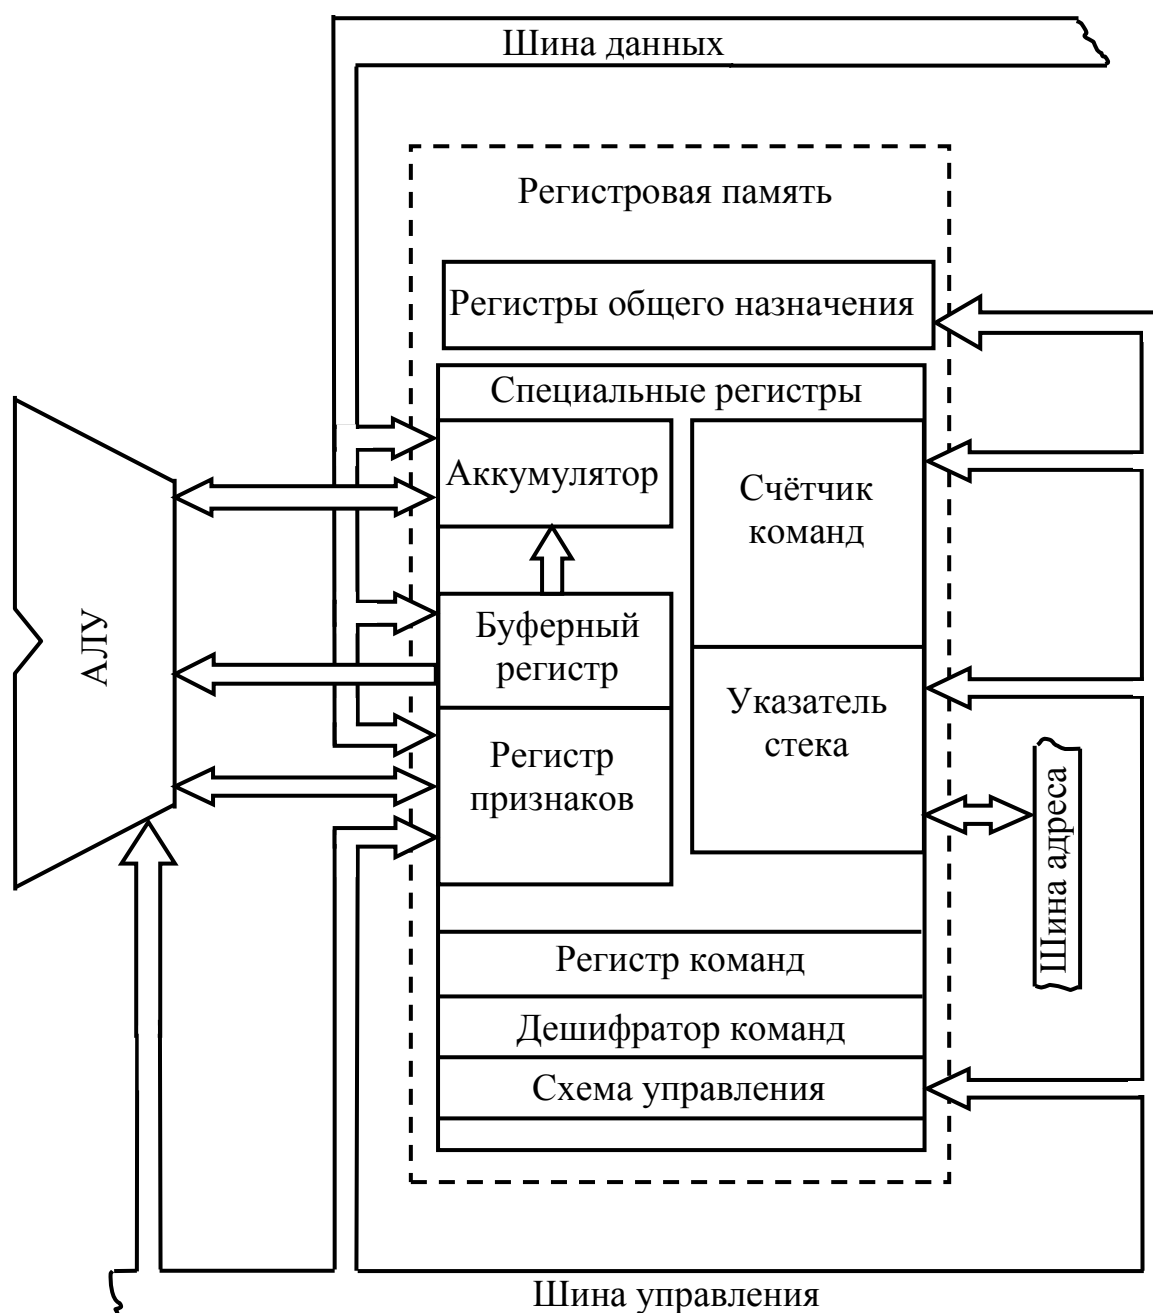 Шина данных
Регистровая память
Регистры общего назначения
Специальные регистры
Аккумулятор
Счётчик
команд
АЛУ
Буферный
регистр
Указатель
стека
Регистр
признаков
Шина адреса
Регистр команд
Дешифратор команд
Схема управления
Шина управления